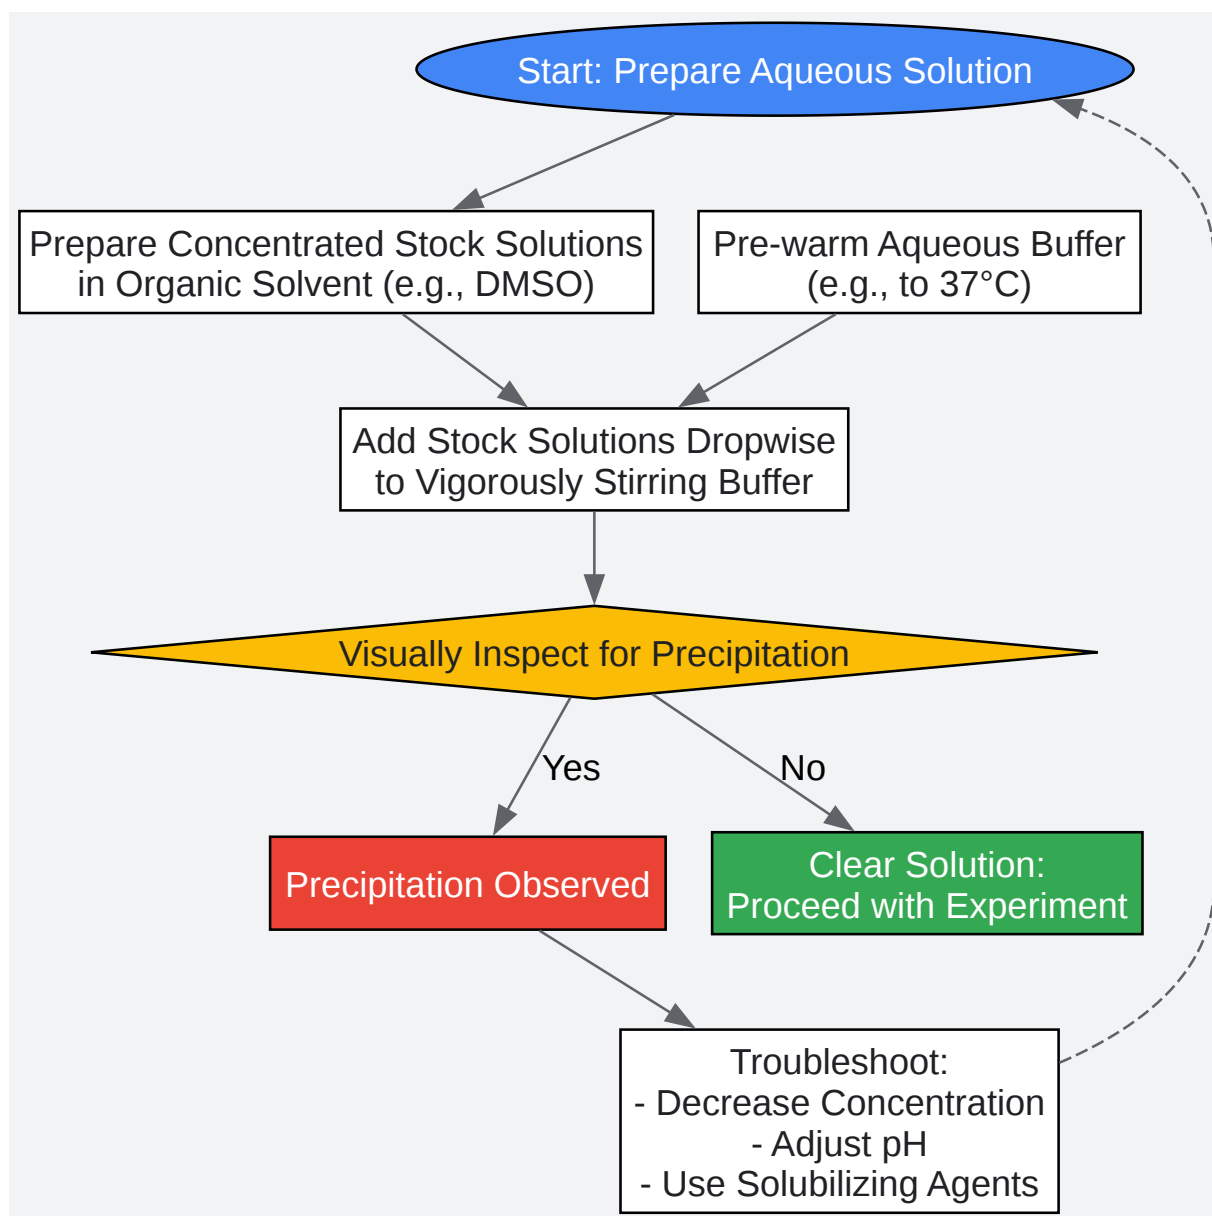 Start: Prepare Aqueous Solution
Prepare Concentrated Stock Solutions
in Organic Solvent (e.g., DMSO)
Pre-warm Aqueous Buffer
(e.g., to 37°C)
Add Stock Solutions Dropwise
to Vigorously Stirring Buffer
Visually Inspect for Precipitation
Yes
No
Precipitation Observed
Clear Solution:
Proceed with Experiment
Troubleshoot:
- Decrease Concentration
- Adjust pH
- Use Solubilizing Agents